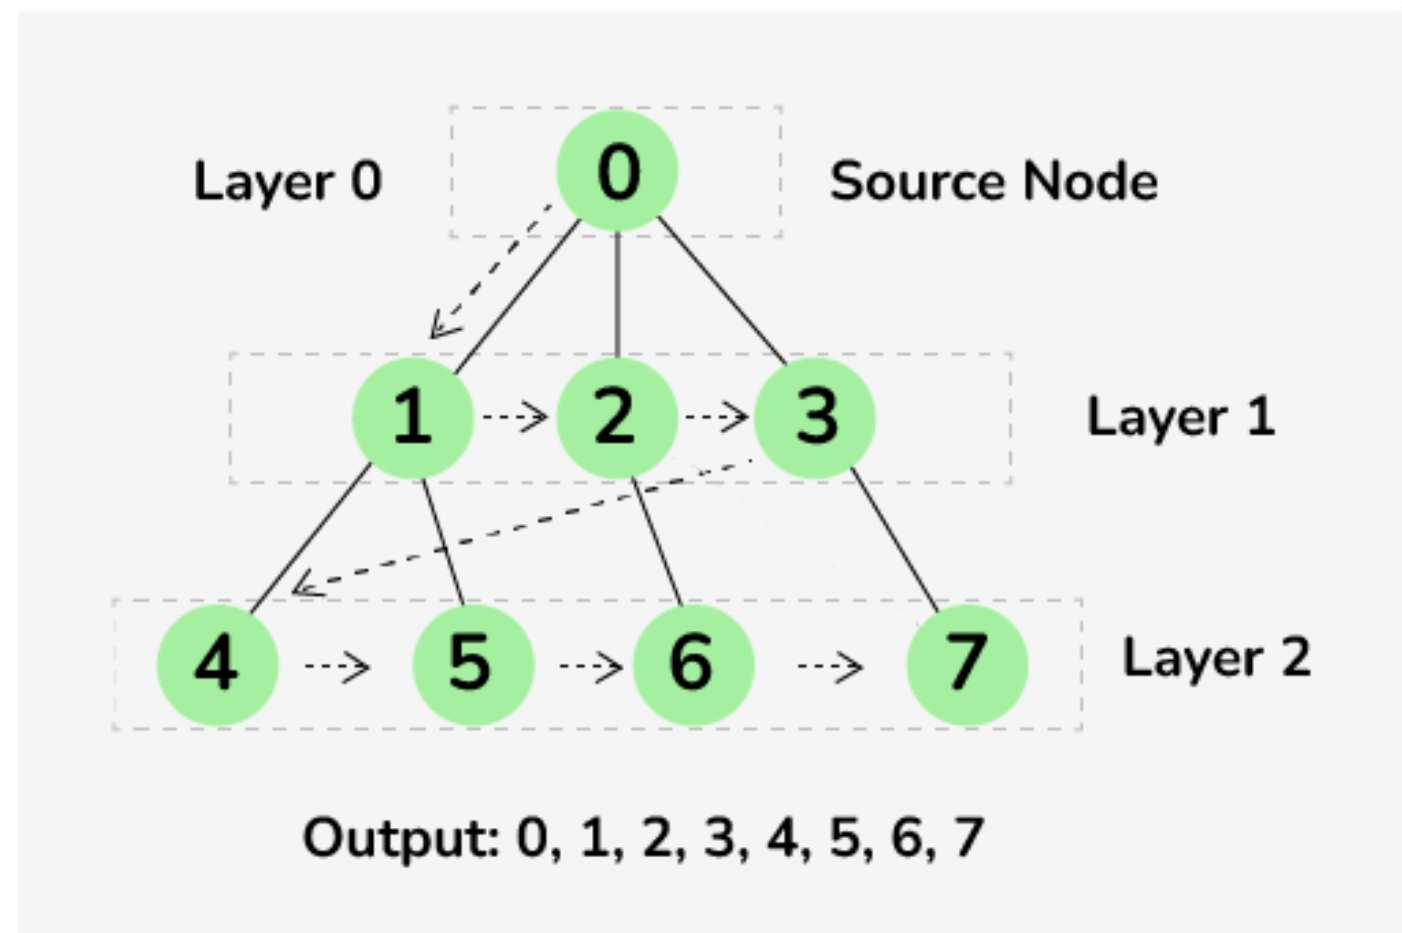 Layer 0
0
Source Node
1
2
3
Layer 1
4
5
6
7
Layer 2
Output: 0, 1, 2, 3, 4, 5, 6, 7